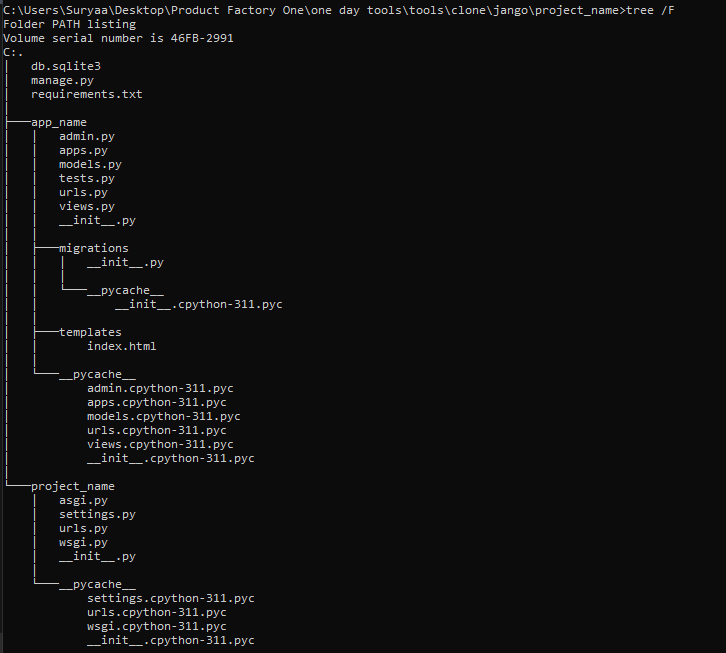 C:\Users\Suryaa\Desktop\Product Factory One\one day tools\tools\clone\jango\project_name>tree /F
Folder PATH listing
Volume serial number is 46FB-2991
C:.
│   db.sqlite3
│   manage.py
│   requirements.txt
│
├───app_name
│   │   admin.py
│   │   apps.py
│   │   models.py
│   │   tests.py
│   │   urls.py
│   │   views.py
│   │   __init__.py
│   │
│   ├───migrations
│   │   │   __init__.py
│   │   │
│   │   └───__pycache__
│   │           __init__.cpython-311.pyc
│   │
│   ├───templates
│   │       index.html
│   │
│   └───__pycache__
│           admin.cpython-311.pyc
│           apps.cpython-311.pyc
│           models.cpython-311.pyc
│           urls.cpython-311.pyc
│           views.cpython-311.pyc
│           __init__.cpython-311.pyc
│
└───project_name
    │   asgi.py
    │   settings.py
    │   urls.py
    │   wsgi.py
    │   __init__.py
    │
    └───__pycache__
            settings.cpython-311.pyc
            urls.cpython-311.pyc
            wsgi.cpython-311.pyc
            __init__.cpython-311.pyc